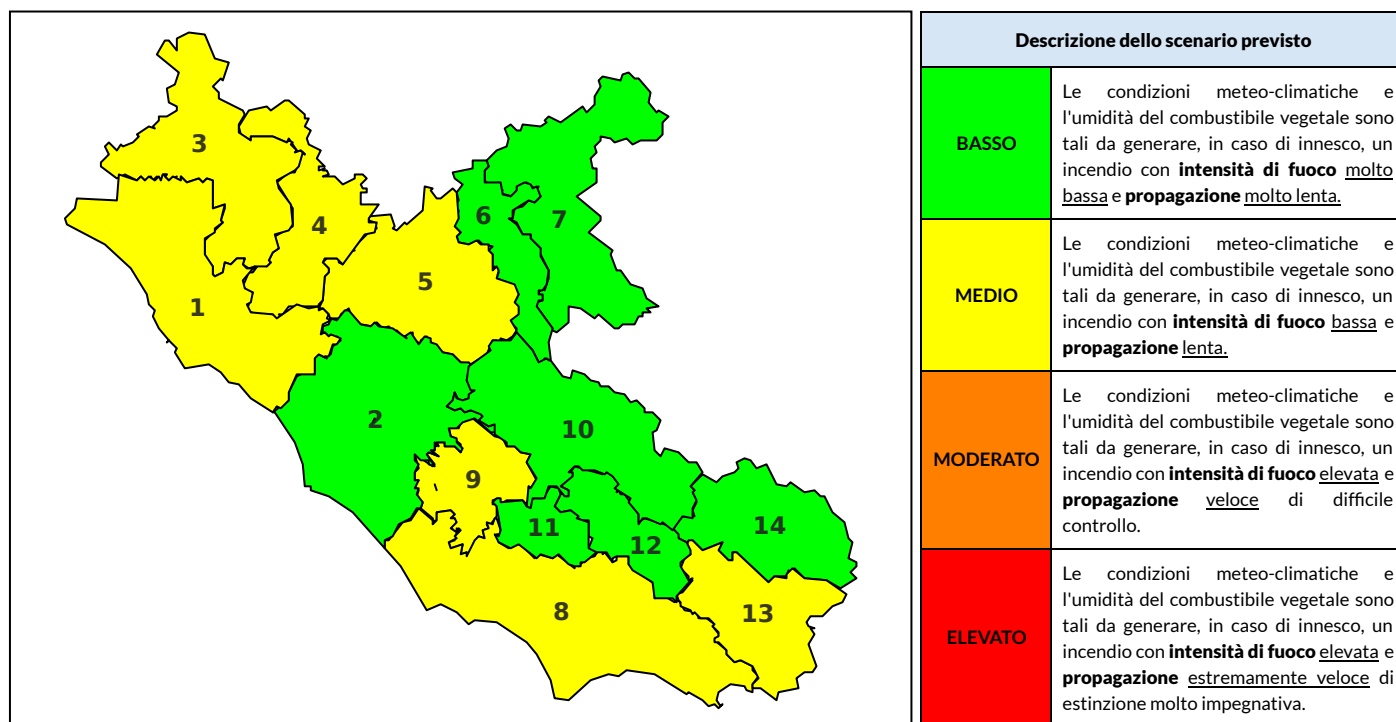 3
4
6
7
5
1
2
10
9
11
12
14
8
13
Descrizione dello scenario previsto
BASSO
Le condizioni meteo-climatiche e
l'umidità del combustibile vegetale sono
tali da generare, in caso di innesco, un
incendio con intensità di fuoco molto
bassa e propagazione molto lenta.
MEDIO
Le condizioni meteo-climatiche e
l'umidità del combustibile vegetale sono
tali da generare, in caso di innesco, un
incendio con intensità di fuoco bassa e
propagazione lenta.
MODERATO
Le condizioni meteo-climatiche e
l'umidità del combustibile vegetale sono
tali da generare, in caso di innesco, un
incendio con intensità di fuoco elevata e
propagazione veloce di difficile
controllo.
ELEVATO
Le condizioni meteo-climatiche e
l'umidità del combustibile vegetale sono
tali da generare, in caso di innesco, un
incendio con intensità di fuoco elevata e
propagazione estremamente veloce di
estinzione molto impegnativa.